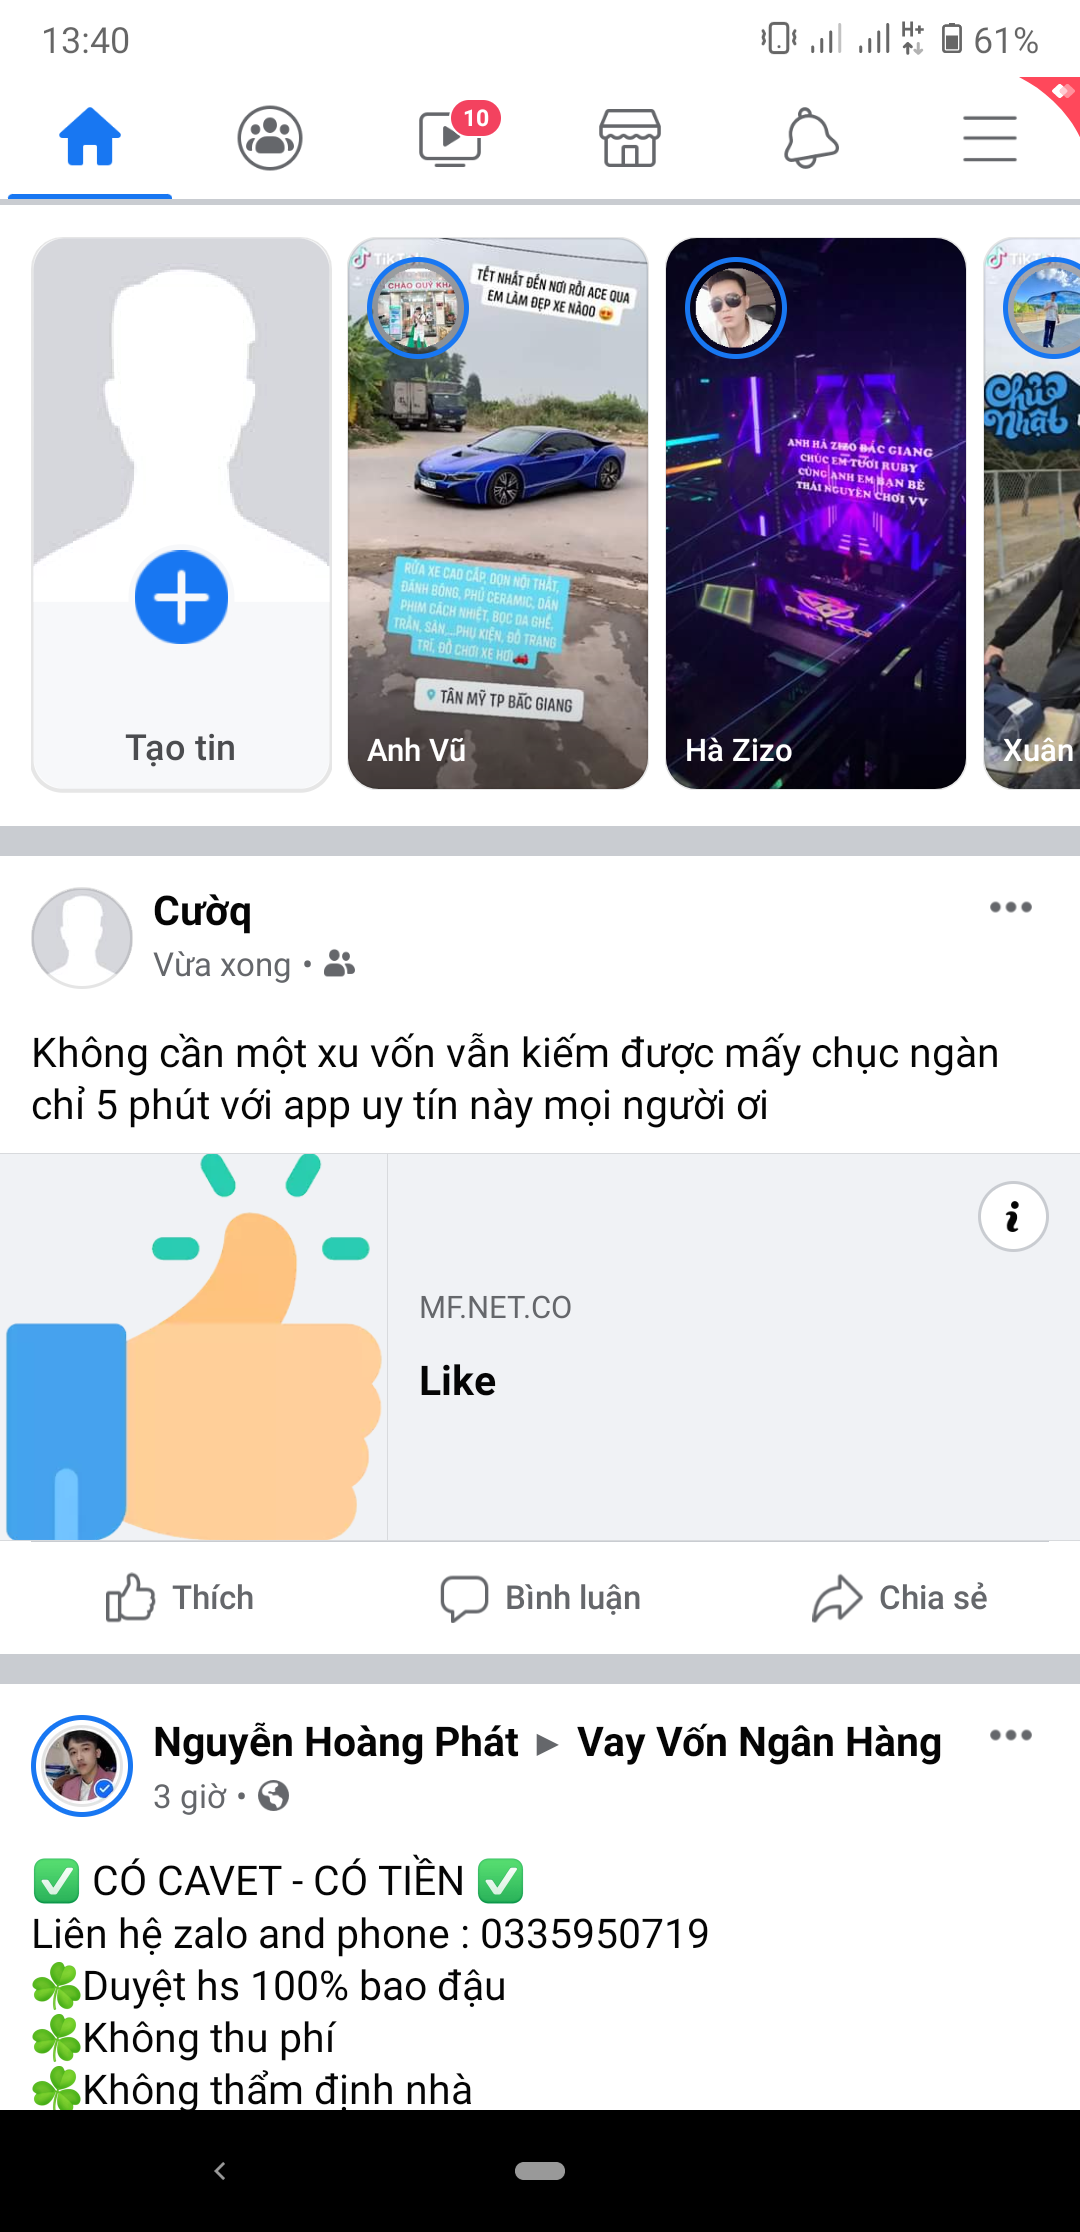 13:40
H+
61%
10
TikTok
CHÀO QUÝ KHÁ
TẾT NHẤT ĐẾN NƠI RỒI ACE QUA
EM LÀM ĐẸP XE NÀOO 😍
RỬA XE CAO CẤP, DỌN NỘI THẤT,
ĐÁNH BÓNG, PHỦ CERAMIC, DÁN
PHIM CÁCH NHIỆT, BỌC DA GHẾ,
TRẦN, SÀN,...PHỤ KIỆN, ĐỒ TRANG
TRÍ, ĐỒ CHƠI XE HƠI🚗
TÂN MỸ TP BẮC GIANG
Anh Vũ
ANH HÀ ZIZO BẮC GIANG
CHÚC EM TƯƠI RUBY
CÙNG ANH EM BẠN BÈ
THÁI NGUYÊN CHƠI VV
Hà Zizo
TikT
Chủ
Nhật
Xuân
Tạo tin
Cườq
Vừa xong •
Không cần một xu vốn vẫn kiếm được mấy chục ngàn
chỉ 5 phút với app uy tín này mọi người ơi
MF.NET.CO
Like
Thích
Bình luận
Chia sẻ
Nguyễn Hoàng Phát ▶ Vay Vốn Ngân Hàng
3 giờ •
✅ CÓ CAVET - CÓ TIỀN ✅
Liên hệ zalo and phone : 0335950719
☘️Duyệt hs 100% bao đậu
☘️Không thu phí
☘️Không thẩm định nhà